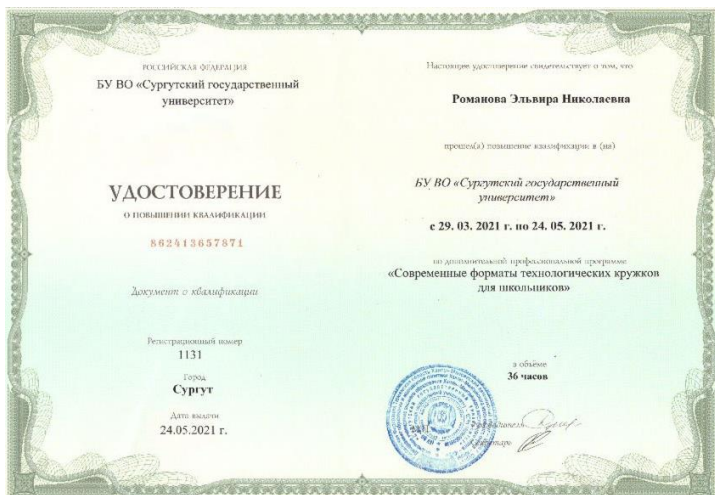 РОССИЙСКАЯ ФЕДЕРАЦИЯ
БУ ВО «Сургутский государственный
университет»
УДОСТОВЕРЕНИЕ
О ПОВЫШЕНИИ КВАЛИФИКАЦИИ
862413657871
Документ о квалификации
Регистрационный номер
1131
Город
Сургут
Дата выдачи
24.05.2021 г.
Настоящее удостоверение свидетельствует о том, что
Романова Эльвира Николаевна
прошел(а) повышение квалификации в (на)
БУ ВО «Сургутский государственный
университет»
с 29. 03. 2021 г. по 24. 05. 2021 г.
по дополнительной профессиональной программе
«Современные форматы технологических кружков
для школьников»
в объёме
36 часов
Руководитель
Секретарь